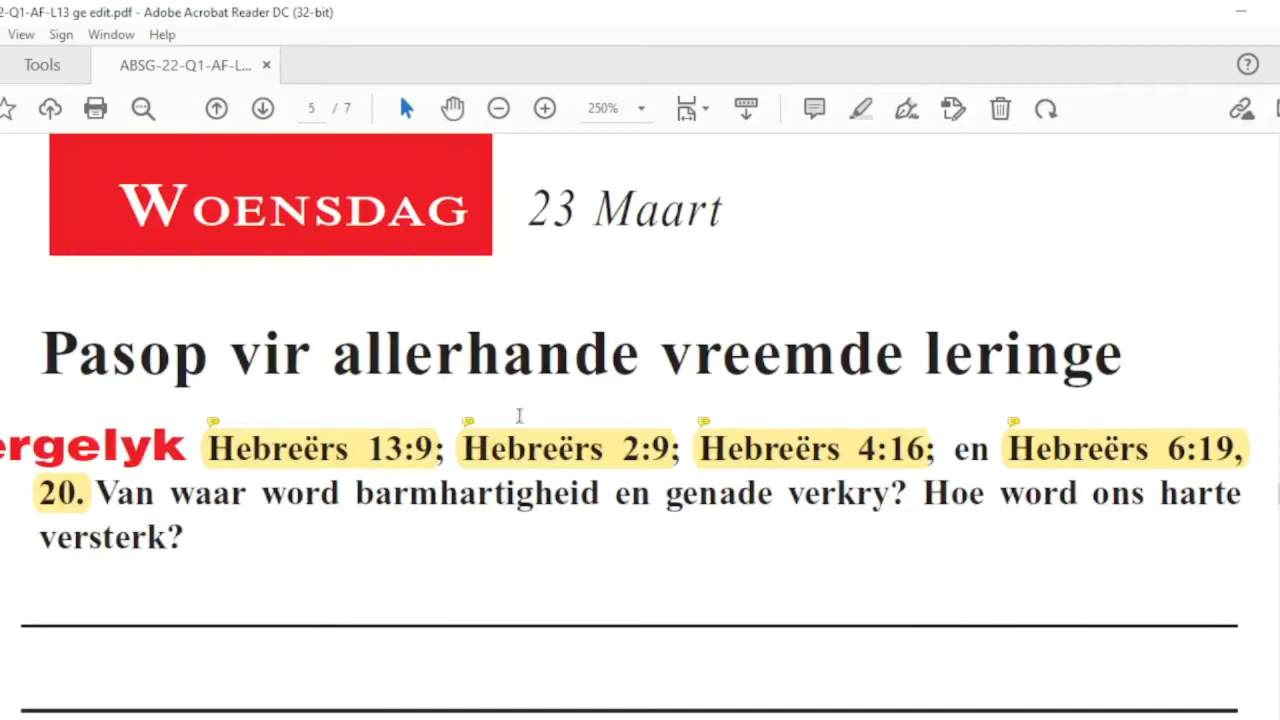 2-Q1-AF-L13 ge edit.pdf - Adobe Acrobat Reader DC (32-bit)
View Sign Window Help
Tools ABSG-22-Q1-AF-L... ×
5 / 7 250%
WOENSDAG 23 Maart
Pasop vir allerhande vreemde leringe
ergelyk Hebreërs 13:9; Hebreërs 2:9; Hebreërs 4:16; en Hebreërs 6:19,
20. Van waar word barmhartigheid en genade verkry? Hoe word ons harte
versterk?